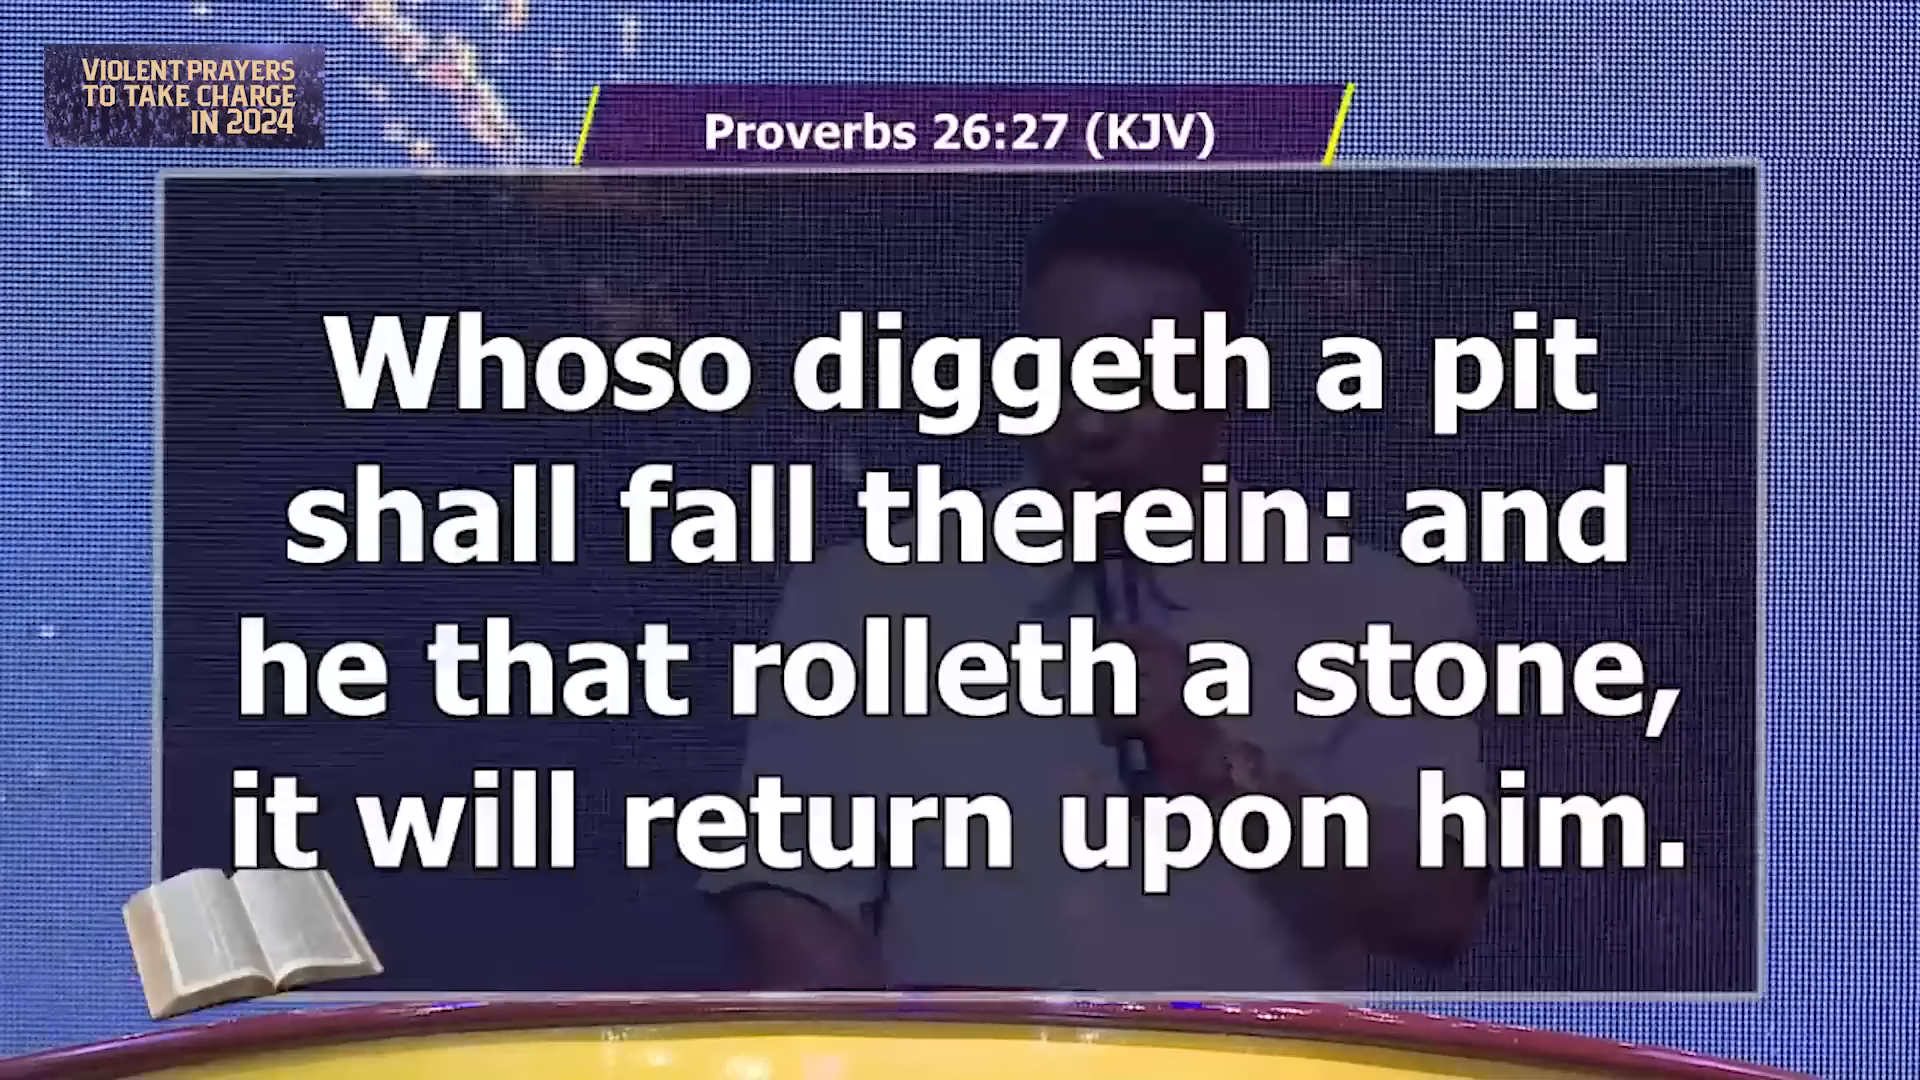 VIOLENT PRAYERS
TO TAKE CHARGE
IN 2024
Proverbs 26:27 (KJV)
Whoso diggeth a pit
shall fall therein: and
he that rolleth a stone,
it will return upon him.